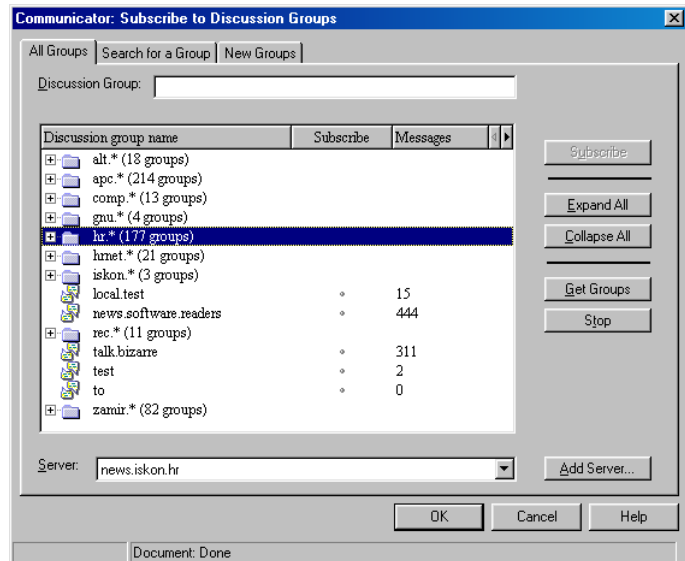 Communicator: Subscribe to Discussion Groups
All Groups Search for a Group New Groups
Discussion Group:
Discussion group name Subscribe Messages
alt.* (18 groups)
Subscribe
apc.* (214 groups)
comp.* (13 groups)
Expand All
gnu.* (4 groups)
hr.* (177 groups)
Collapse All
hrnet.* (21 groups)
iskon.* (3 groups)
local.test 15
Get Groups
news.software.readers 444
Stop
rec.* (11 groups)
talk.bizarre 311
test 2
to 0
zamir.* (82 groups)
Server: news.iskon.hr Add Server...
OK Cancel Help
Document: Done